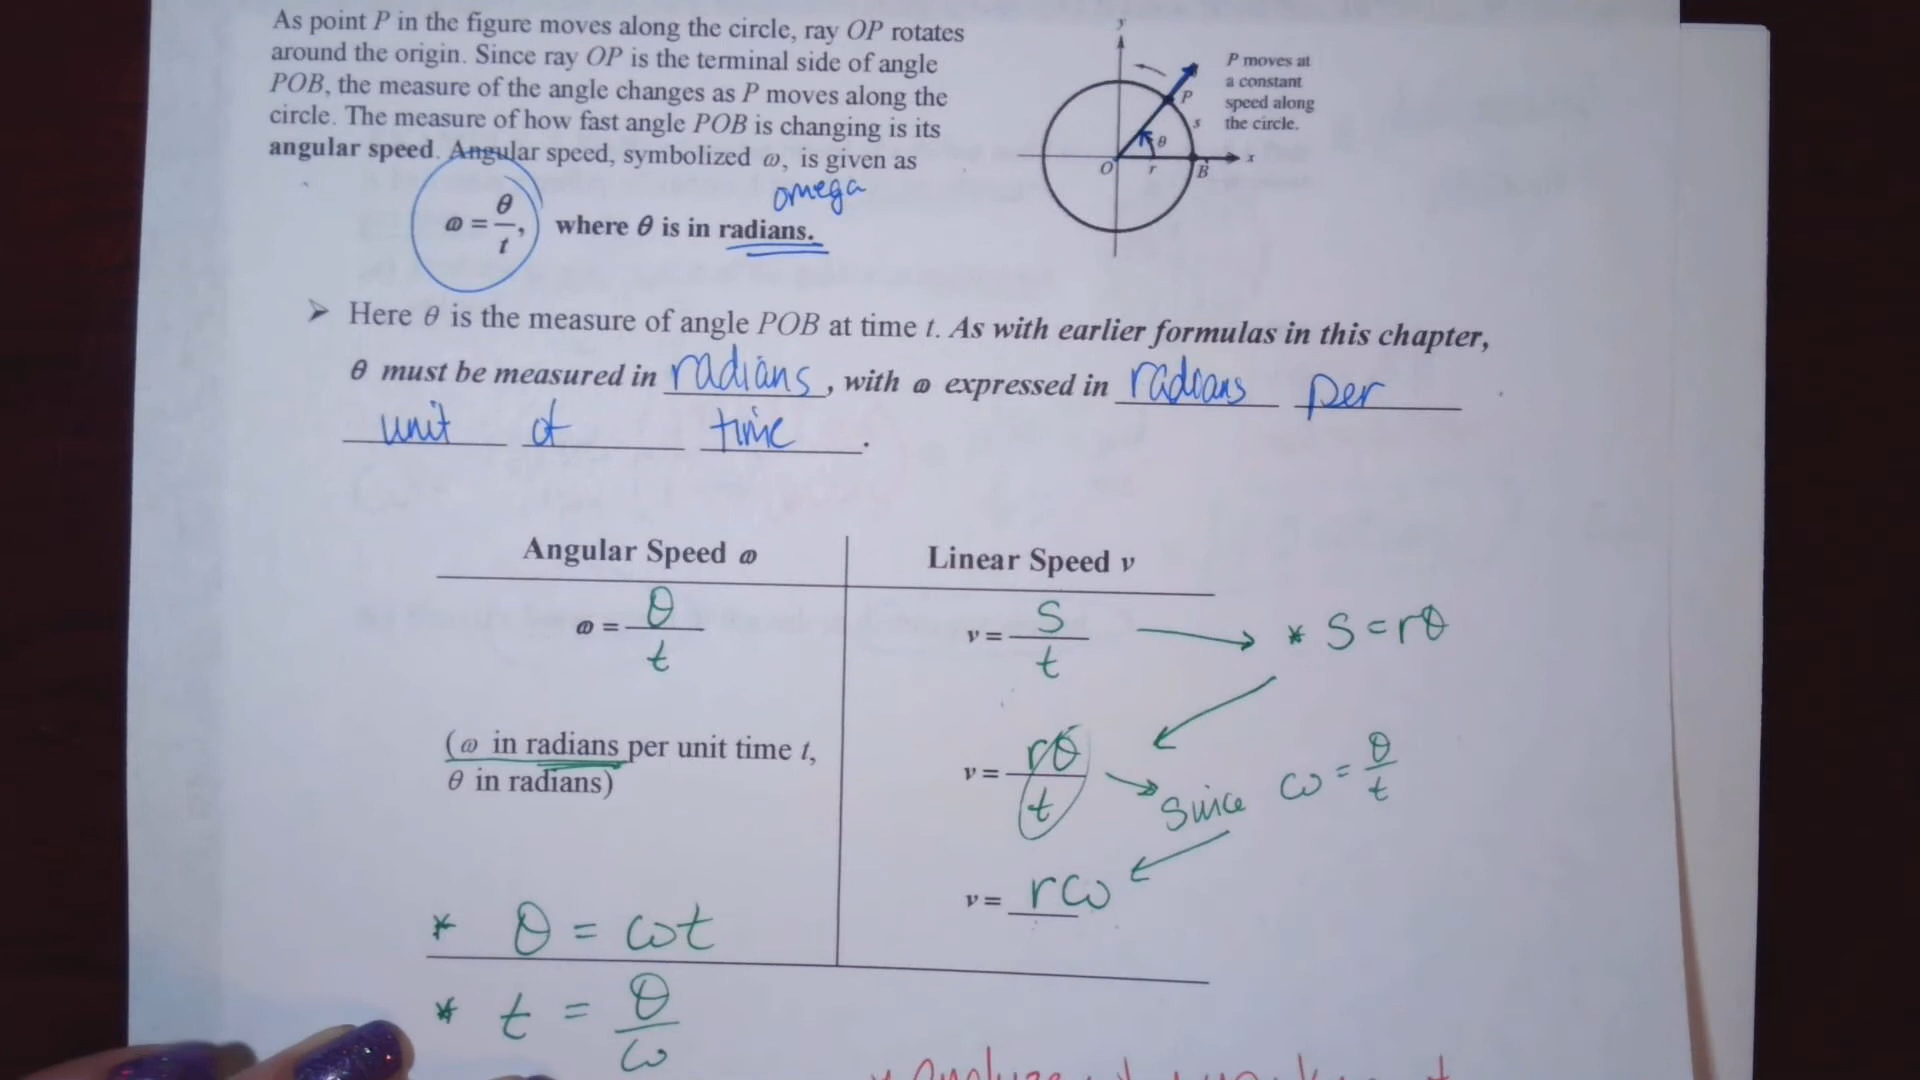 As point P in the figure moves along the circle, ray OP rotates
around the origin. Since ray OP is the terminal side of angle
POB, the measure of the angle changes as P moves along the
circle. The measure of how fast angle POB is changing is its
angular speed. Angular speed, symbolized ω, is given as
omega
ω = θ/t, where θ is in radians.
y
P moves at
a constant
speed along
the circle.
P
s
θ
O
r
B
x
➤ Here θ is the measure of angle POB at time t. As with earlier formulas in this chapter,
θ must be measured in radians, with ω expressed in radians per
unit of time.
Angular Speed ω
Linear Speed v
ω = θ/t
v = s/t → * S = rθ
(ω in radians per unit time t,
θ in radians)
v = rθ/t → since ω = θ/t
v = rω
* θ = ωt
* t = θ/ω